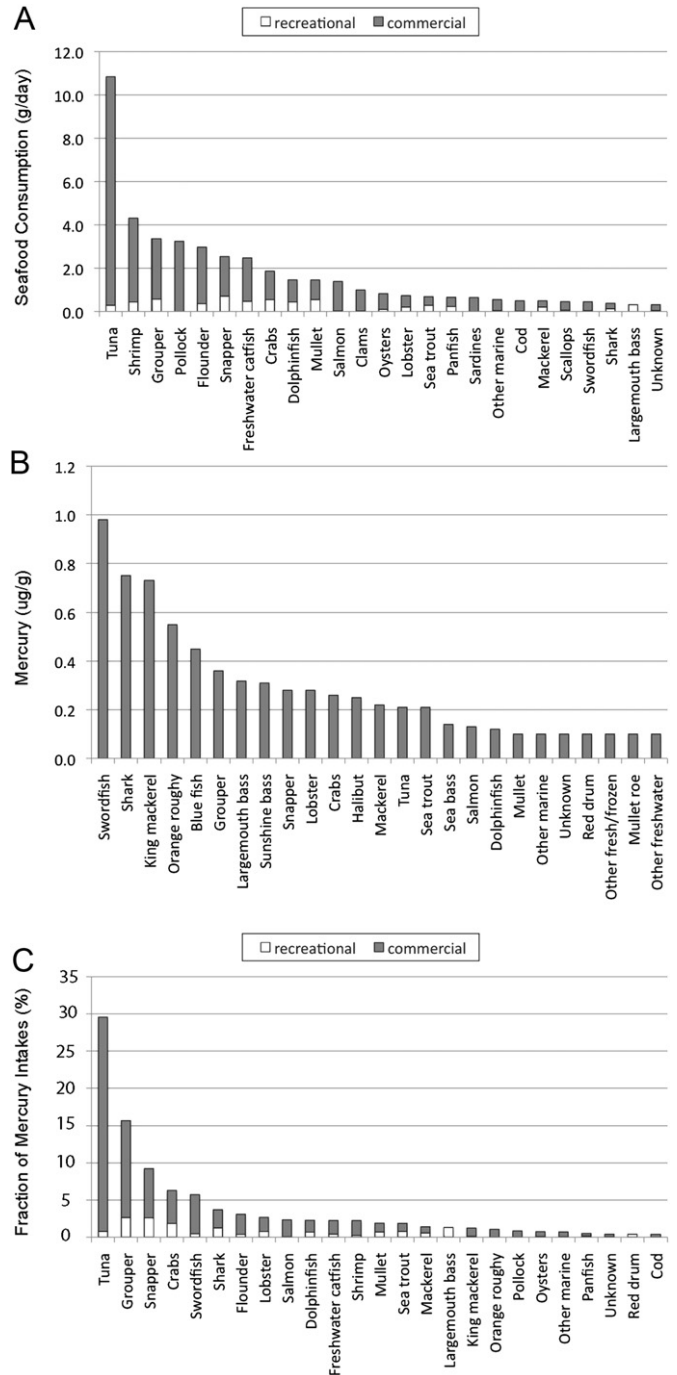 A
recreational commercial
Seafood Consumption (g/day)
12.0
10.0
8.0
6.0
4.0
2.0
0.0
Tuna
Shrimp
Grouper
Pollock
Flounder
Snapper
Freshwater catfish
Crabs
Dolphinfish
Mullet
Salmon
Clams
Oysters
Lobster
Sea trout
Panfish
Sardines
Other marine
Cod
Mackerel
Scallops
Swordfish
Shark
Largemouth bass
Unknown
B
Mercury (ug/g)
1.2
1.0
0.8
0.6
0.4
0.2
0.0
Swordfish
Shark
King mackerel
Orange roughy
Blue fish
Grouper
Largemouth bass
Sunshine bass
Snapper
Lobster
Crabs
Halibut
Mackerel
Tuna
Sea trout
Sea bass
Salmon
Dolphinfish
Mullet
Other marine
Unknown
Red drum
Other fresh/frozen
Mullet roe
Other freshwater
C
recreational commercial
Fraction of Mercury Intakes (%)
35
30
25
20
15
10
5
0
Tuna
Grouper
Snapper
Crabs
Swordfish
Shark
Flounder
Lobster
Salmon
Dolphinfish
Freshwater catfish
Shrimp
Mullet
Sea trout
Mackerel
Largemouth bass
King mackerel
Orange roughy
Pollock
Oysters
Other marine
Panfish
Unknown
Red drum
Cod